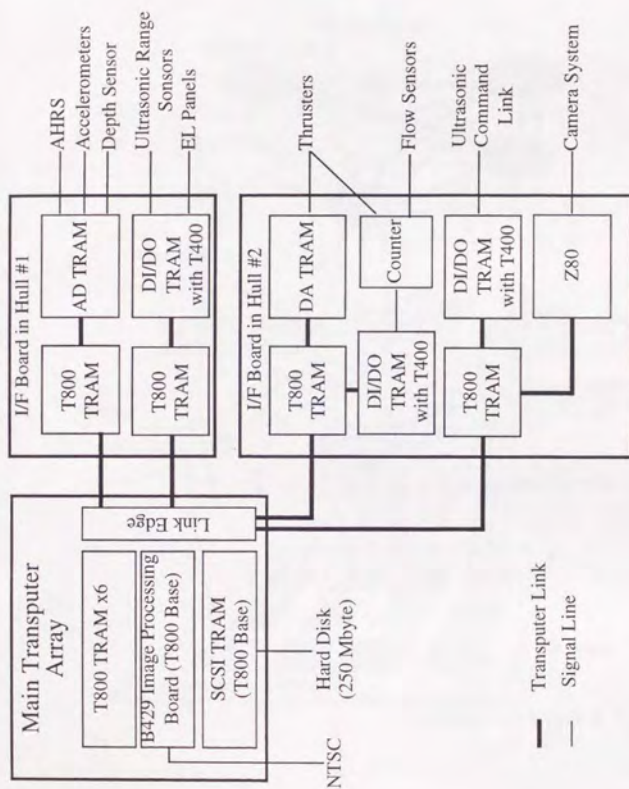 Main Transputer
Array
T800 TRAM x6
B429 Image Processing
Board (T800 Base)
SCSI TRAM
(T800 Base)
Link Edge
NTSC
Hard Disk
(250 Mbyte)
I/F Board in Hull #1
T800
TRAM
AD TRAM
T800
TRAM
DI/DO
TRAM
with T400
AHRS
Accelerometers
Depth Sensor
Ultrasonic Range
Sonsors
EL Panels
I/F Board in Hull #2
T800
TRAM
DA TRAM
DI/DO
TRAM
with T400
Counter
T800
TRAM
DI/DO
TRAM
with T400
Z80
Thrusters
Flow Sensors
Ultrasonic
Command
Link
Camera System
Transputer Link
Signal Line